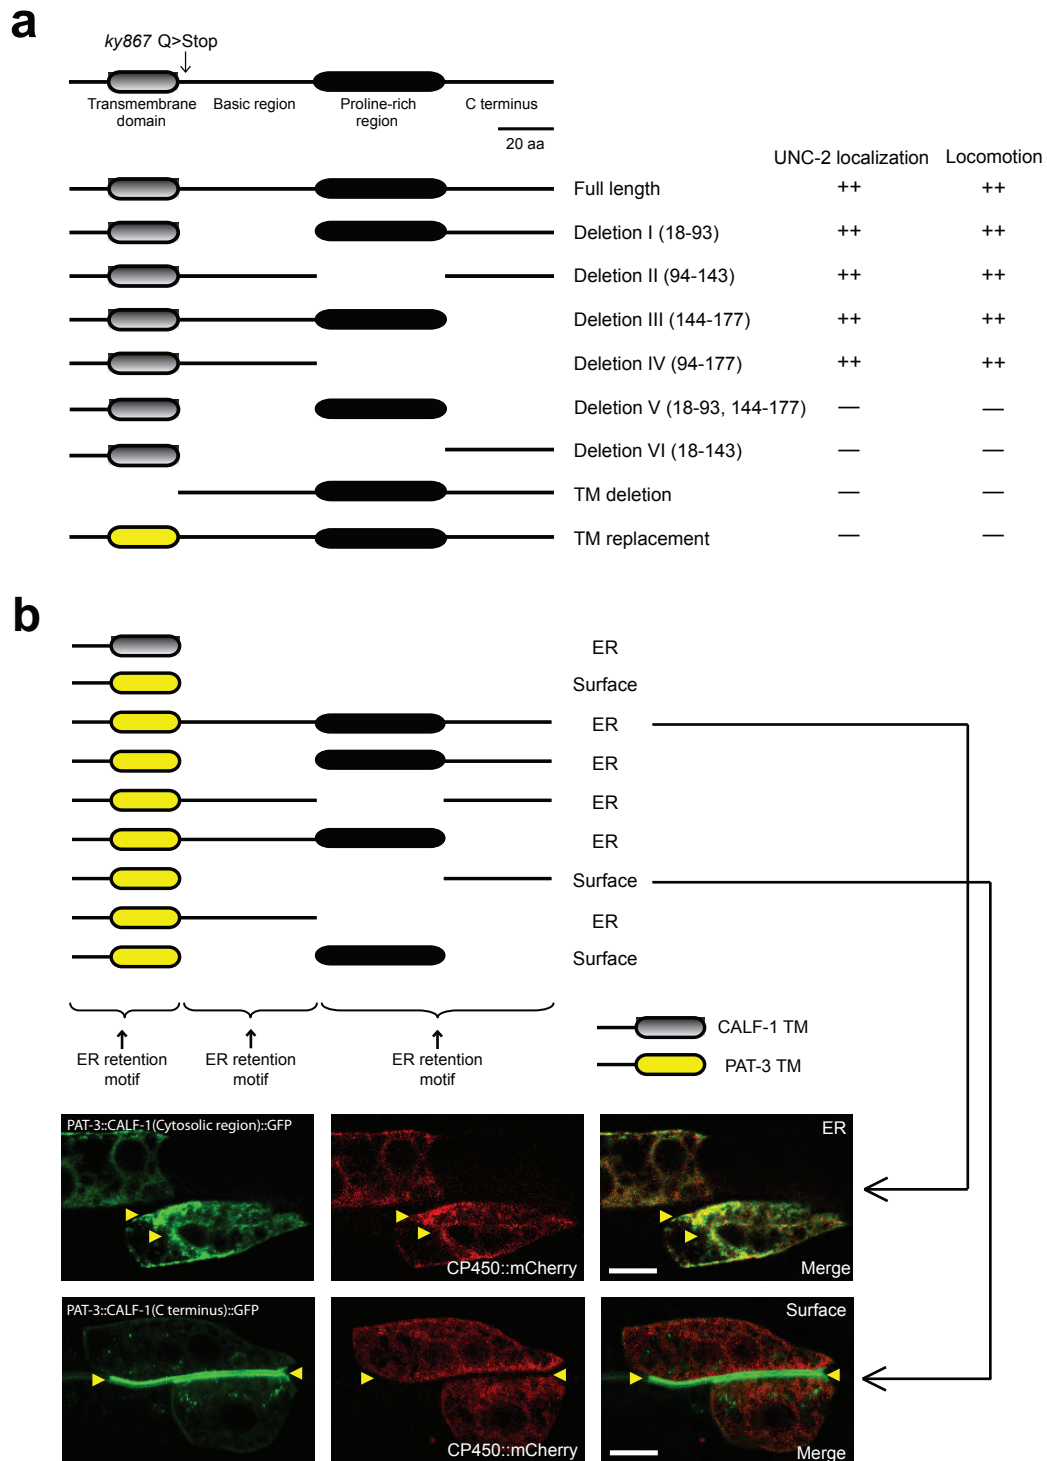 a
ky867 Q>Stop
Transmembrane domain
Basic region
Proline-rich region
C terminus
20 aa
UNC-2 localization
Locomotion
Full length ++ ++
Deletion I (18-93) ++ ++
Deletion II (94-143) ++ ++
Deletion III (144-177) ++ ++
Deletion IV (94-177) ++ ++
Deletion V (18-93, 144-177) — —
Deletion VI (18-143) — —
TM deletion — —
TM replacement — —
b
ER
Surface
ER
ER
ER
ER
Surface
ER
Surface
ER retention motif
ER retention motif
ER retention motif
CALF-1 TM
PAT-3 TM
PAT-3::CALF-1(Cytosolic region)::GFP
CP450::mCherry
ER
Merge
PAT-3::CALF-1(C terminus)::GFP
CP450::mCherry
Surface
Merge